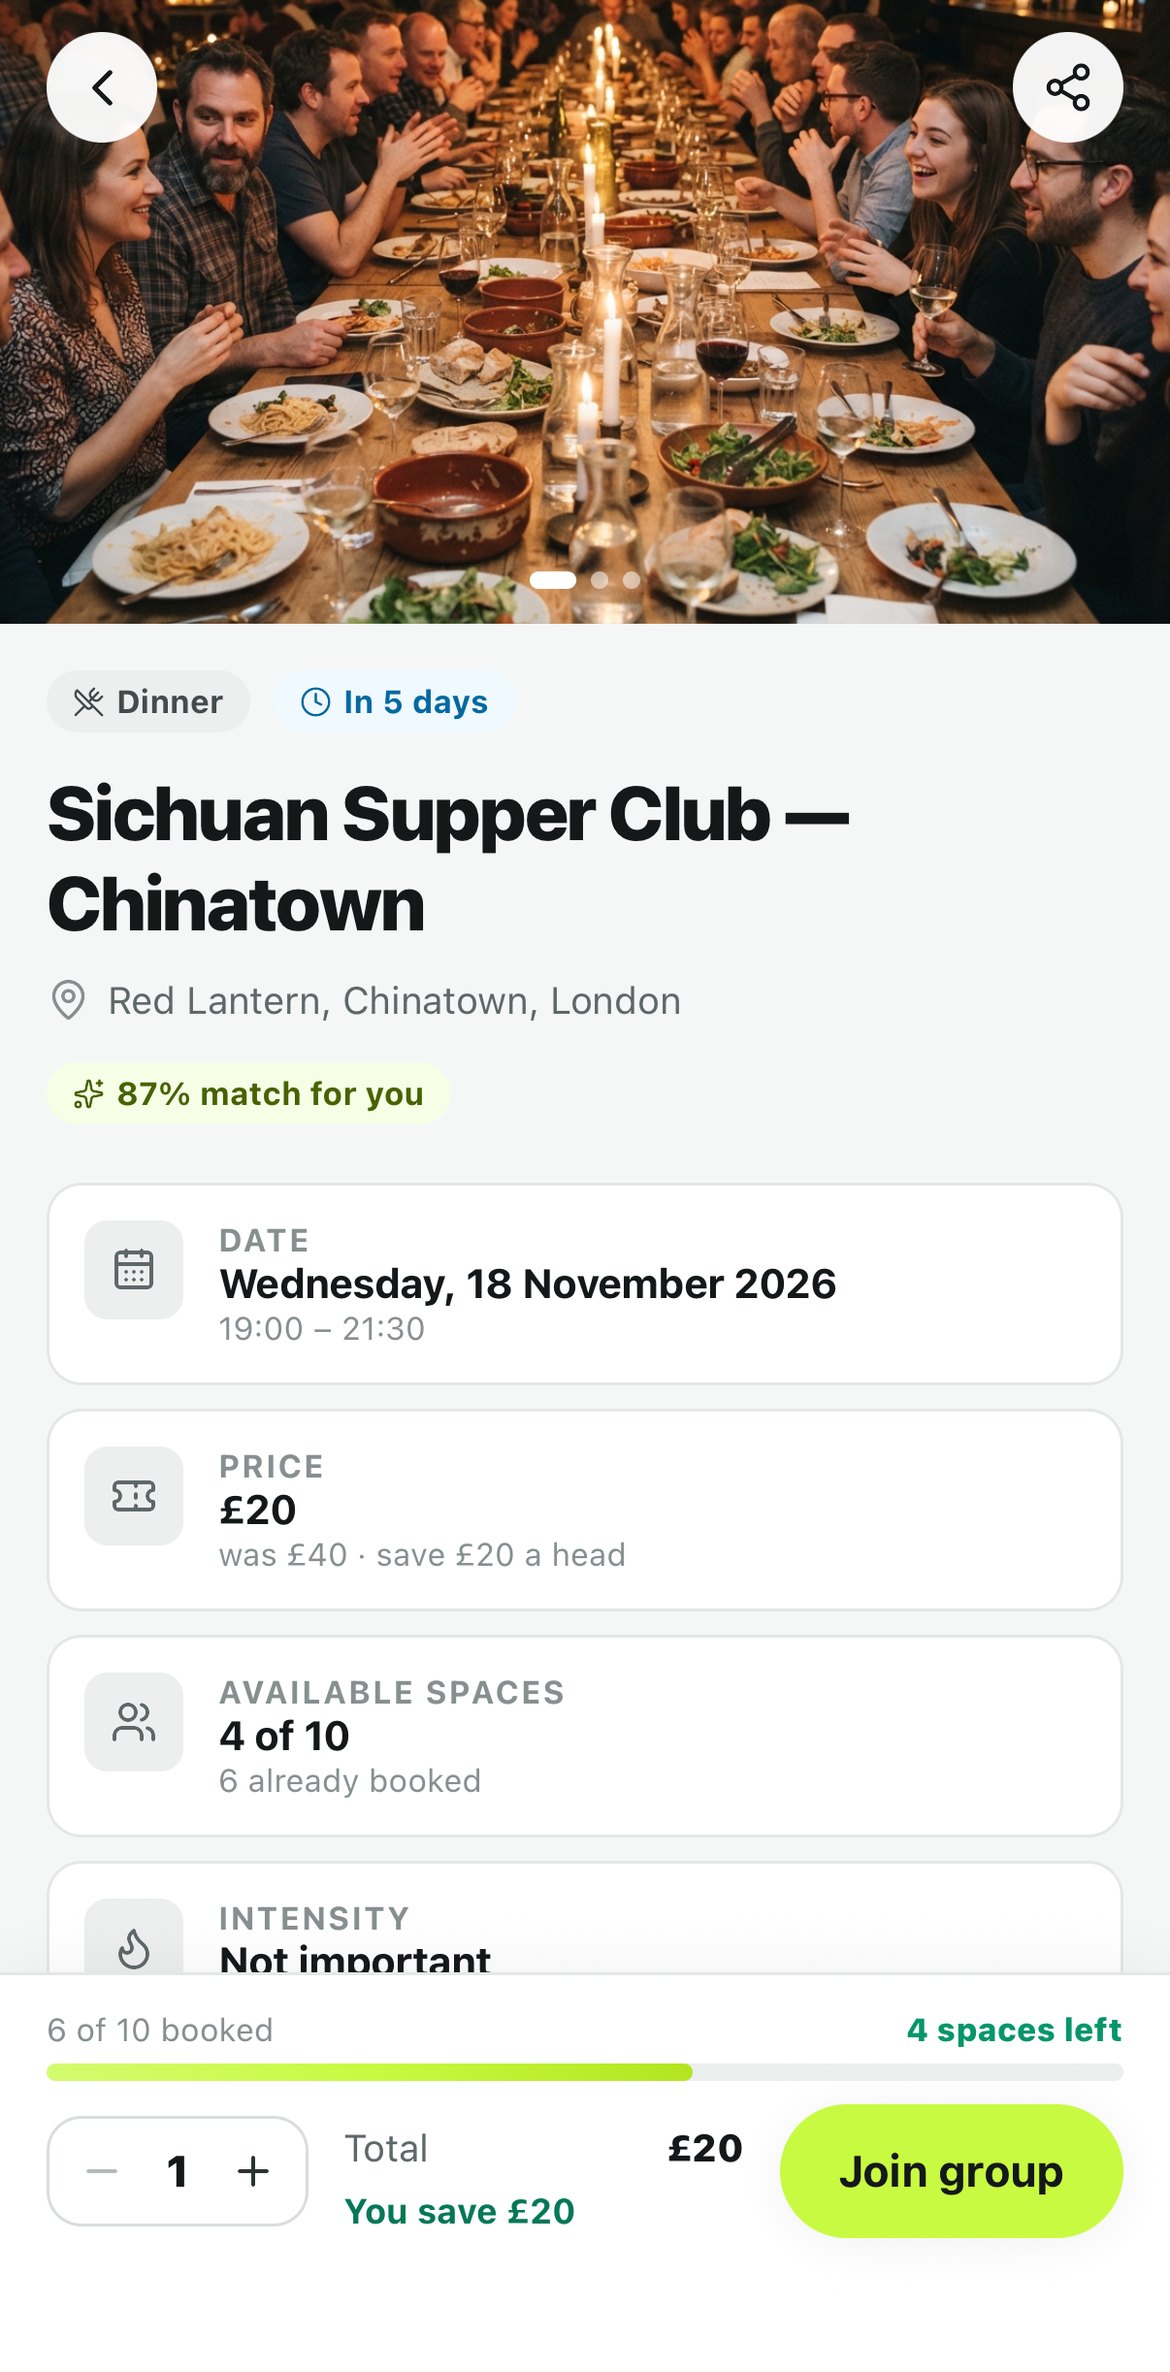 Dinner
In 5 days
Sichuan Supper Club —
Chinatown
Red Lantern, Chinatown, London
87% match for you
DATE
Wednesday, 18 November 2026
19:00 – 21:30
PRICE
£20
was £40 · save £20 a head
AVAILABLE SPACES
4 of 10
6 already booked
INTENSITY
Not important
6 of 10 booked
4 spaces left
1
Total
£20
You save £20
Join group